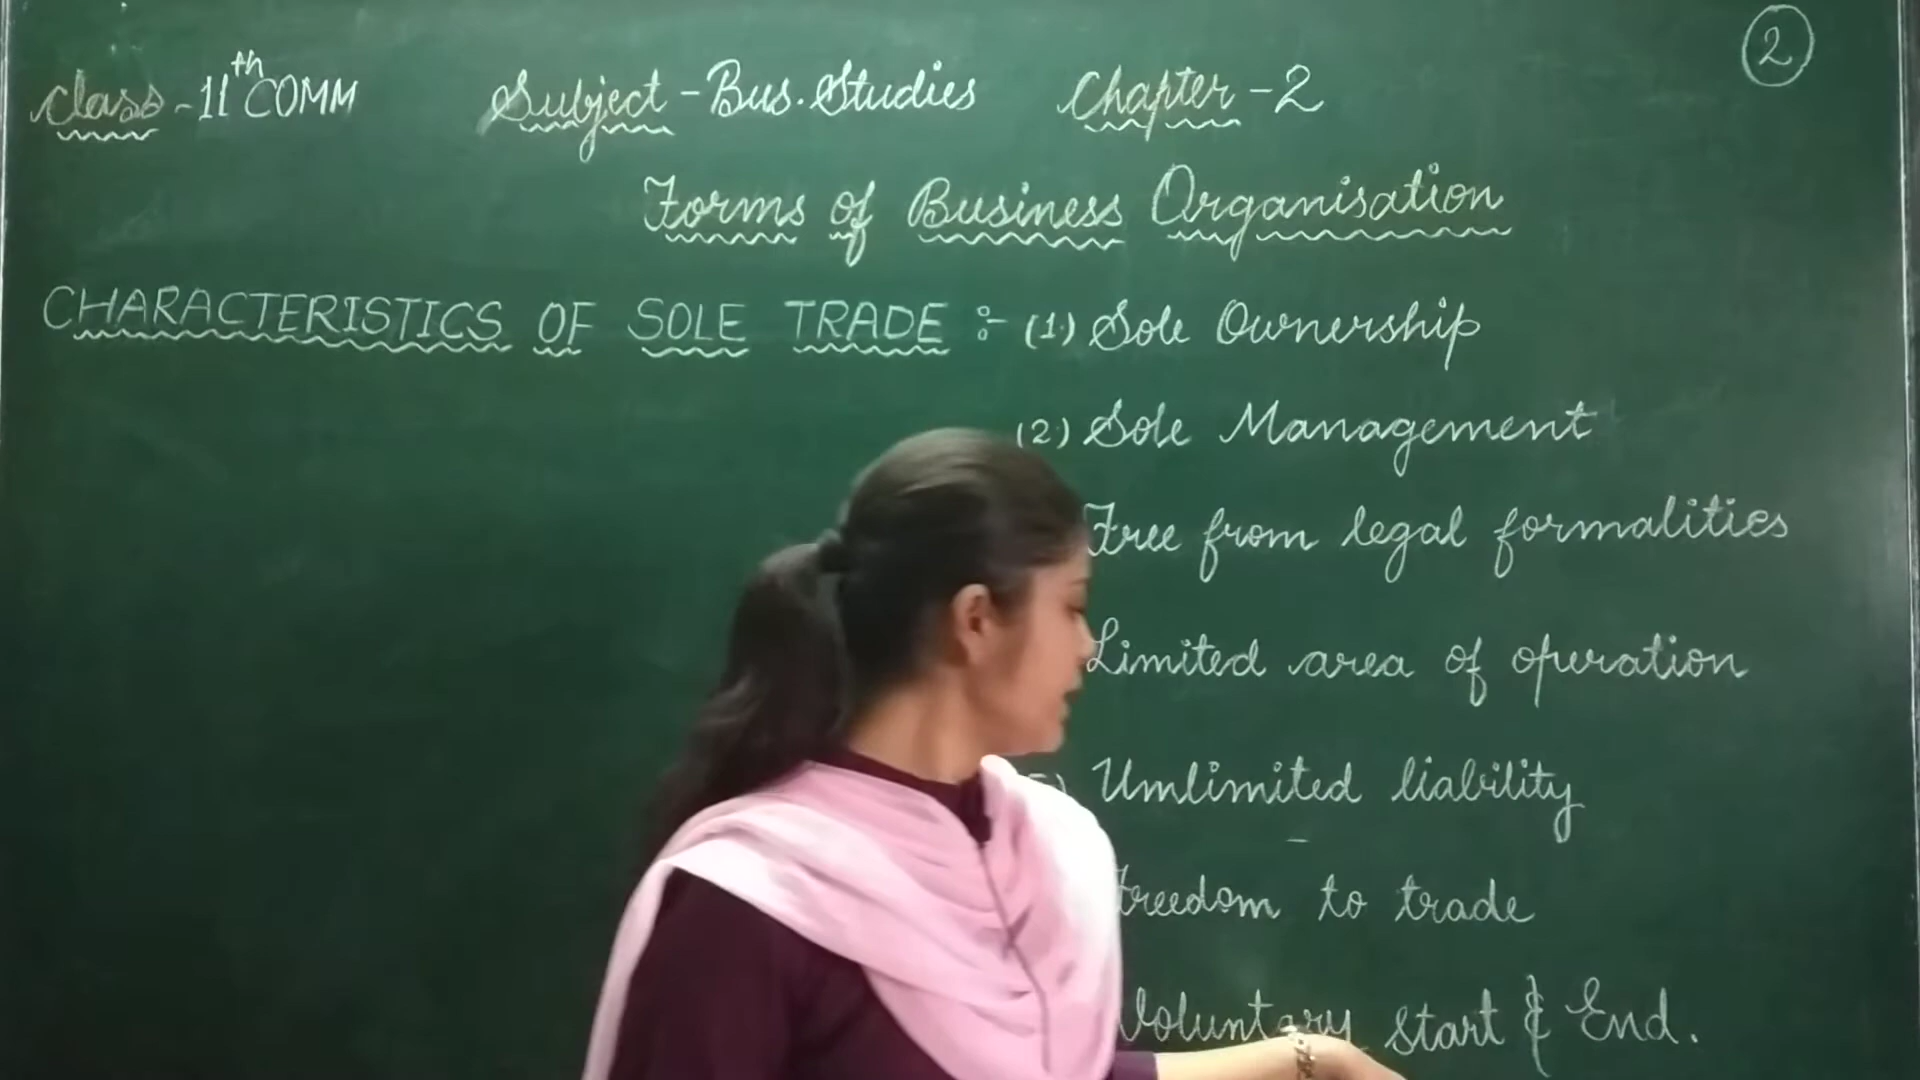 2
Class - 11th COMM Subject - Bus. Studies Chapter - 2
Forms of Business Organisation
CHARACTERISTICS OF SOLE TRADE :- (1.) Sole Ownership
(2.) Sole Management
Free from legal formalities
Limited area of operation
Unlimited liability
freedom to trade
Voluntary start & End.